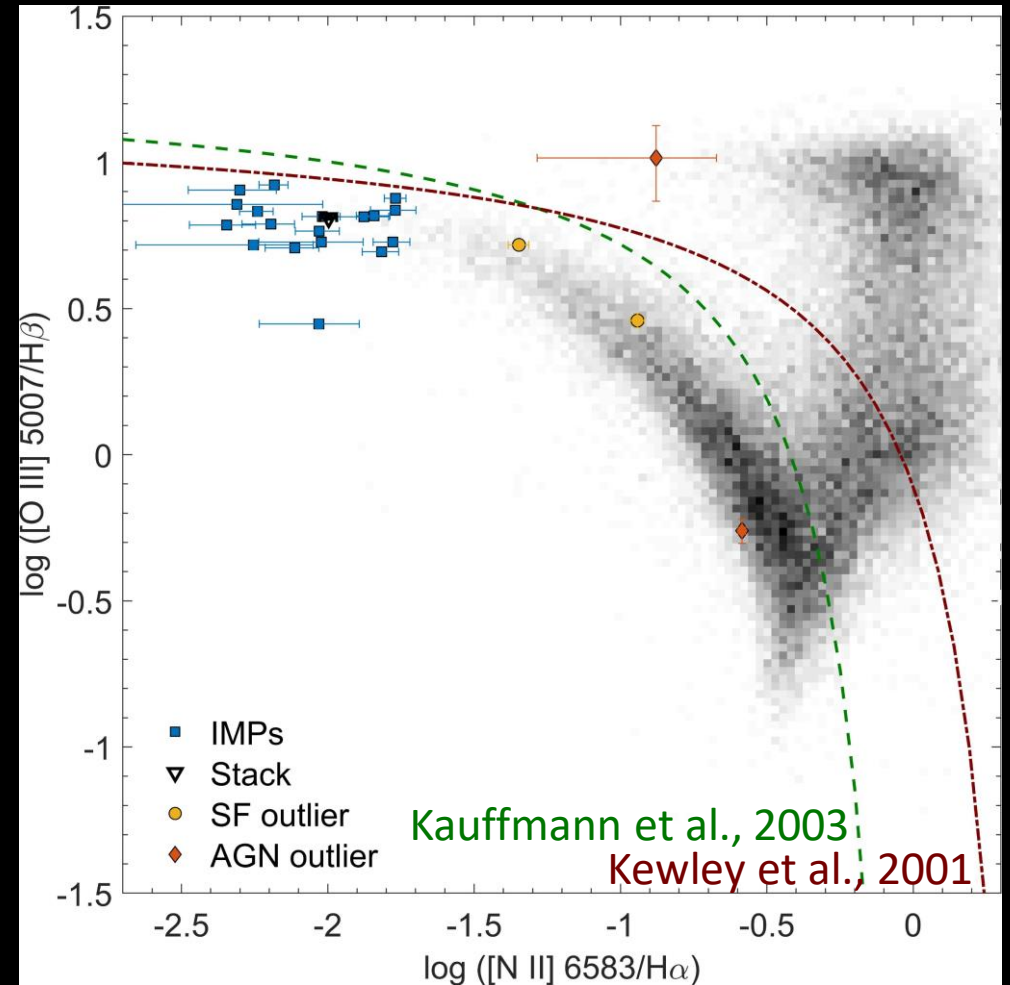 1.5
1
0.5
0
-0.5
-1
-1.5
log ([O III] 5007/Hβ)
IMPs
Stack
SF outlier
AGN outlier
Kauffmann et al., 2003
Kewley et al., 2001
-2.5 -2 -1.5 -1 -0.5 0
log ([N II] 6583/Hα)